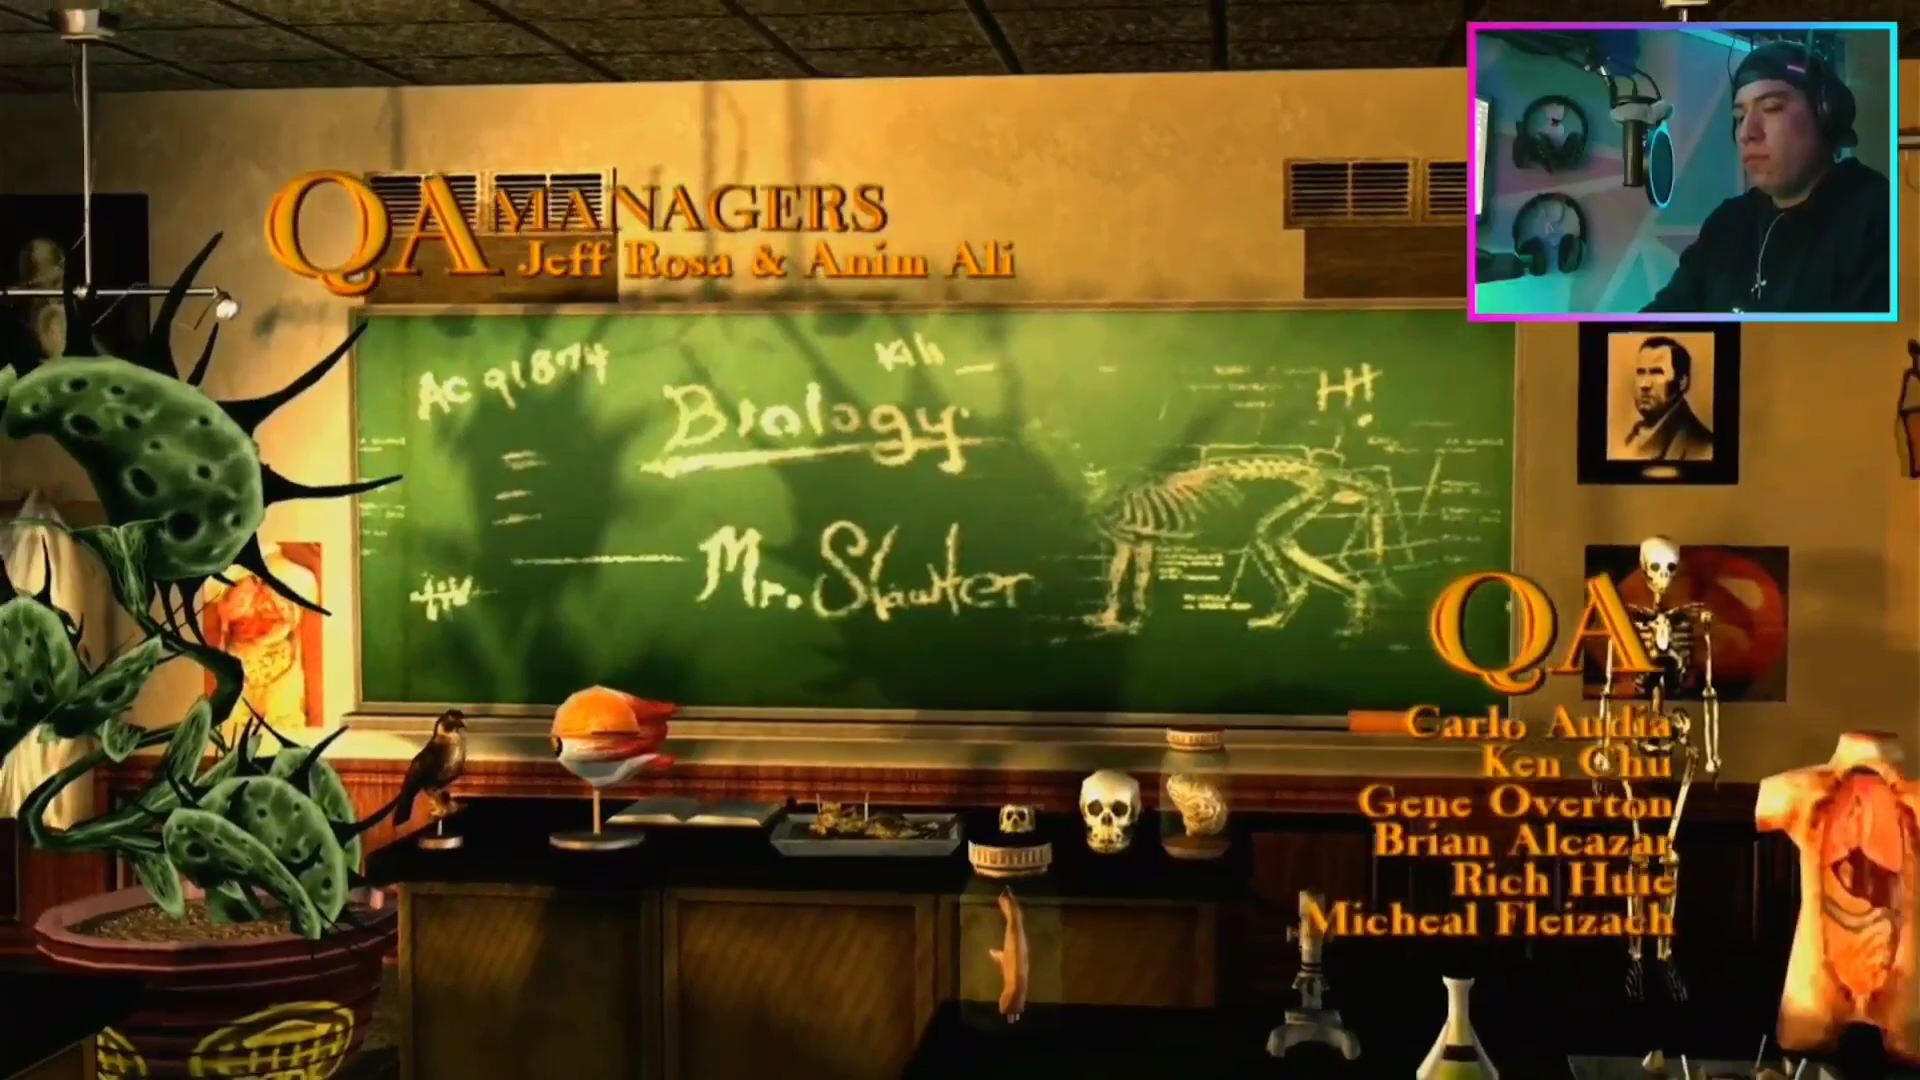 QA MANAGERS
Jeff Rosa & Anim Ali
Ac 91874
Biology
Mr. Slawter
QA
Carlo Audia
Ken Chu
Gene Overton
Brian Alcazar
Rich Huie
Micheal Fleizach